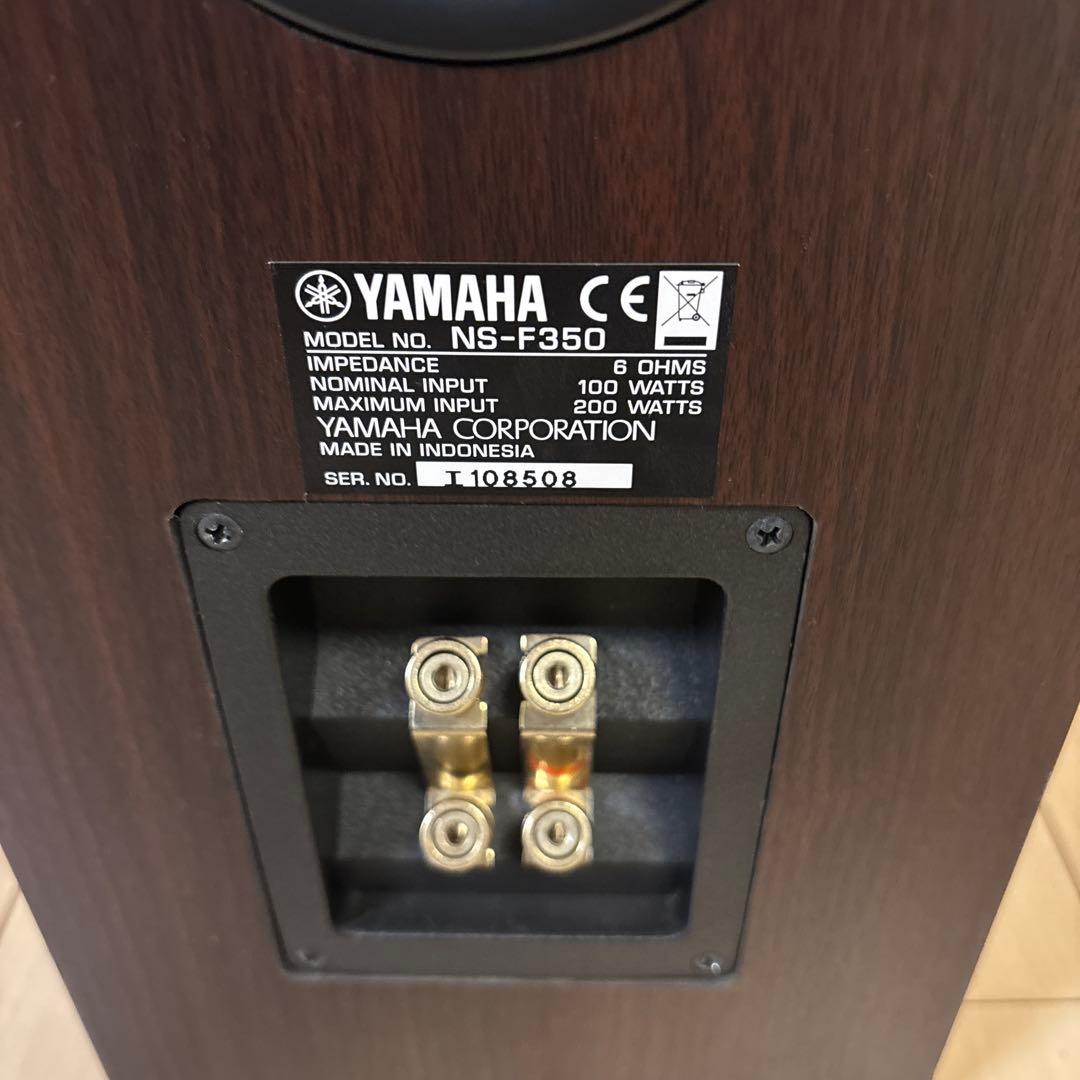 YAMAHA CE
MODEL NO. NS-F350
IMPEDANCE 6 OHMS
NOMINAL INPUT 100 WATTS
MAXIMUM INPUT 200 WATTS
YAMAHA CORPORATION
MADE IN INDONESIA
SER. NO. I108508